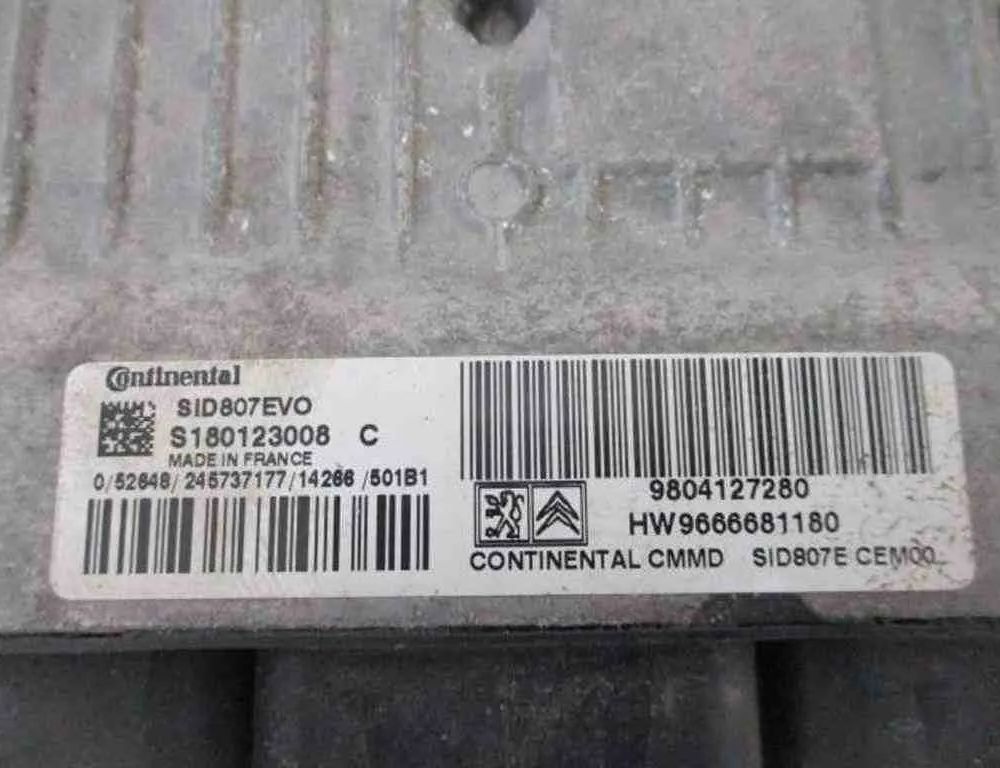 Continental
SID807EVO
S180123008 C
MADE IN FRANCE
0/52648/245737177/14266/501B1
9804127280
HW9666681180
CONTINENTAL CMMD SID807E CEM00